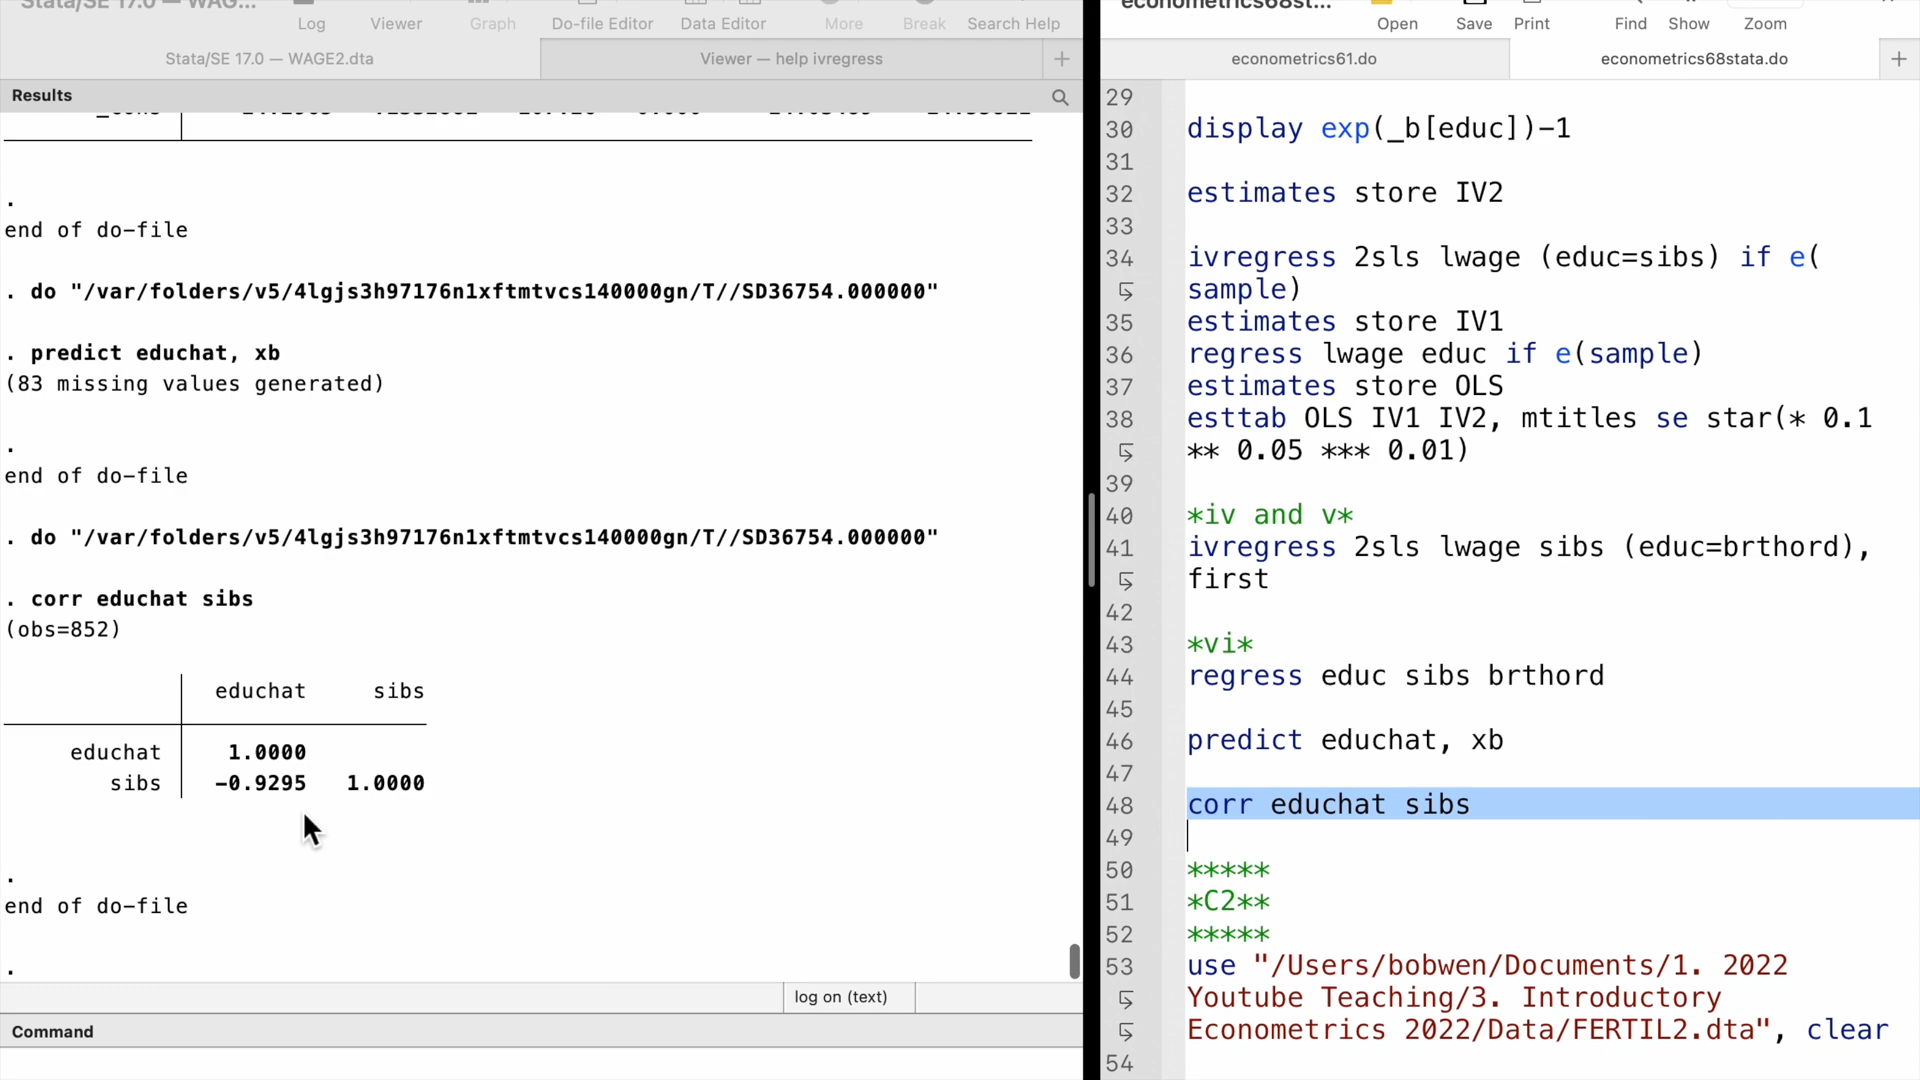 Stata/SE 17.0 — WAG...
Log Viewer Graph Do-file Editor Data Editor More Break Search Help
Stata/SE 17.0 — WAGE2.dta
Viewer — help ivregress
+
Results
_cons
.
end of do-file
. do "/var/folders/v5/4lgjs3h97176n1xftmtvcs140000gn/T//SD36754.000000"
. predict educhat, xb
(83 missing values generated)
.
end of do-file
. do "/var/folders/v5/4lgjs3h97176n1xftmtvcs140000gn/T//SD36754.000000"
. corr educhat sibs
(obs=852)
educhat sibs
educhat 1.0000
sibs -0.9295 1.0000
.
end of do-file
.
log on (text)
Command
econometrics68st...
Open Save Print Find Show Zoom
econometrics61.do
econometrics68stata.do
+
29
30 display exp(_b[educ])-1
31
32 estimates store IV2
33
34 ivregress 2sls lwage (educ=sibs) if e(
sample)
35 estimates store IV1
36 regress lwage educ if e(sample)
37 estimates store OLS
38 esttab OLS IV1 IV2, mtitles se star(* 0.1
** 0.05 *** 0.01)
39
40 *iv and v*
41 ivregress 2sls lwage sibs (educ=brthord),
first
42
43 *vi*
44 regress educ sibs brthord
45
46 predict educhat, xb
47
48 corr educhat sibs
49
50 *****
51 *C2**
52 *****
53 use "/Users/bobwen/Documents/1. 2022
Youtube Teaching/3. Introductory
Econometrics 2022/Data/FERTIL2.dta", clear
54